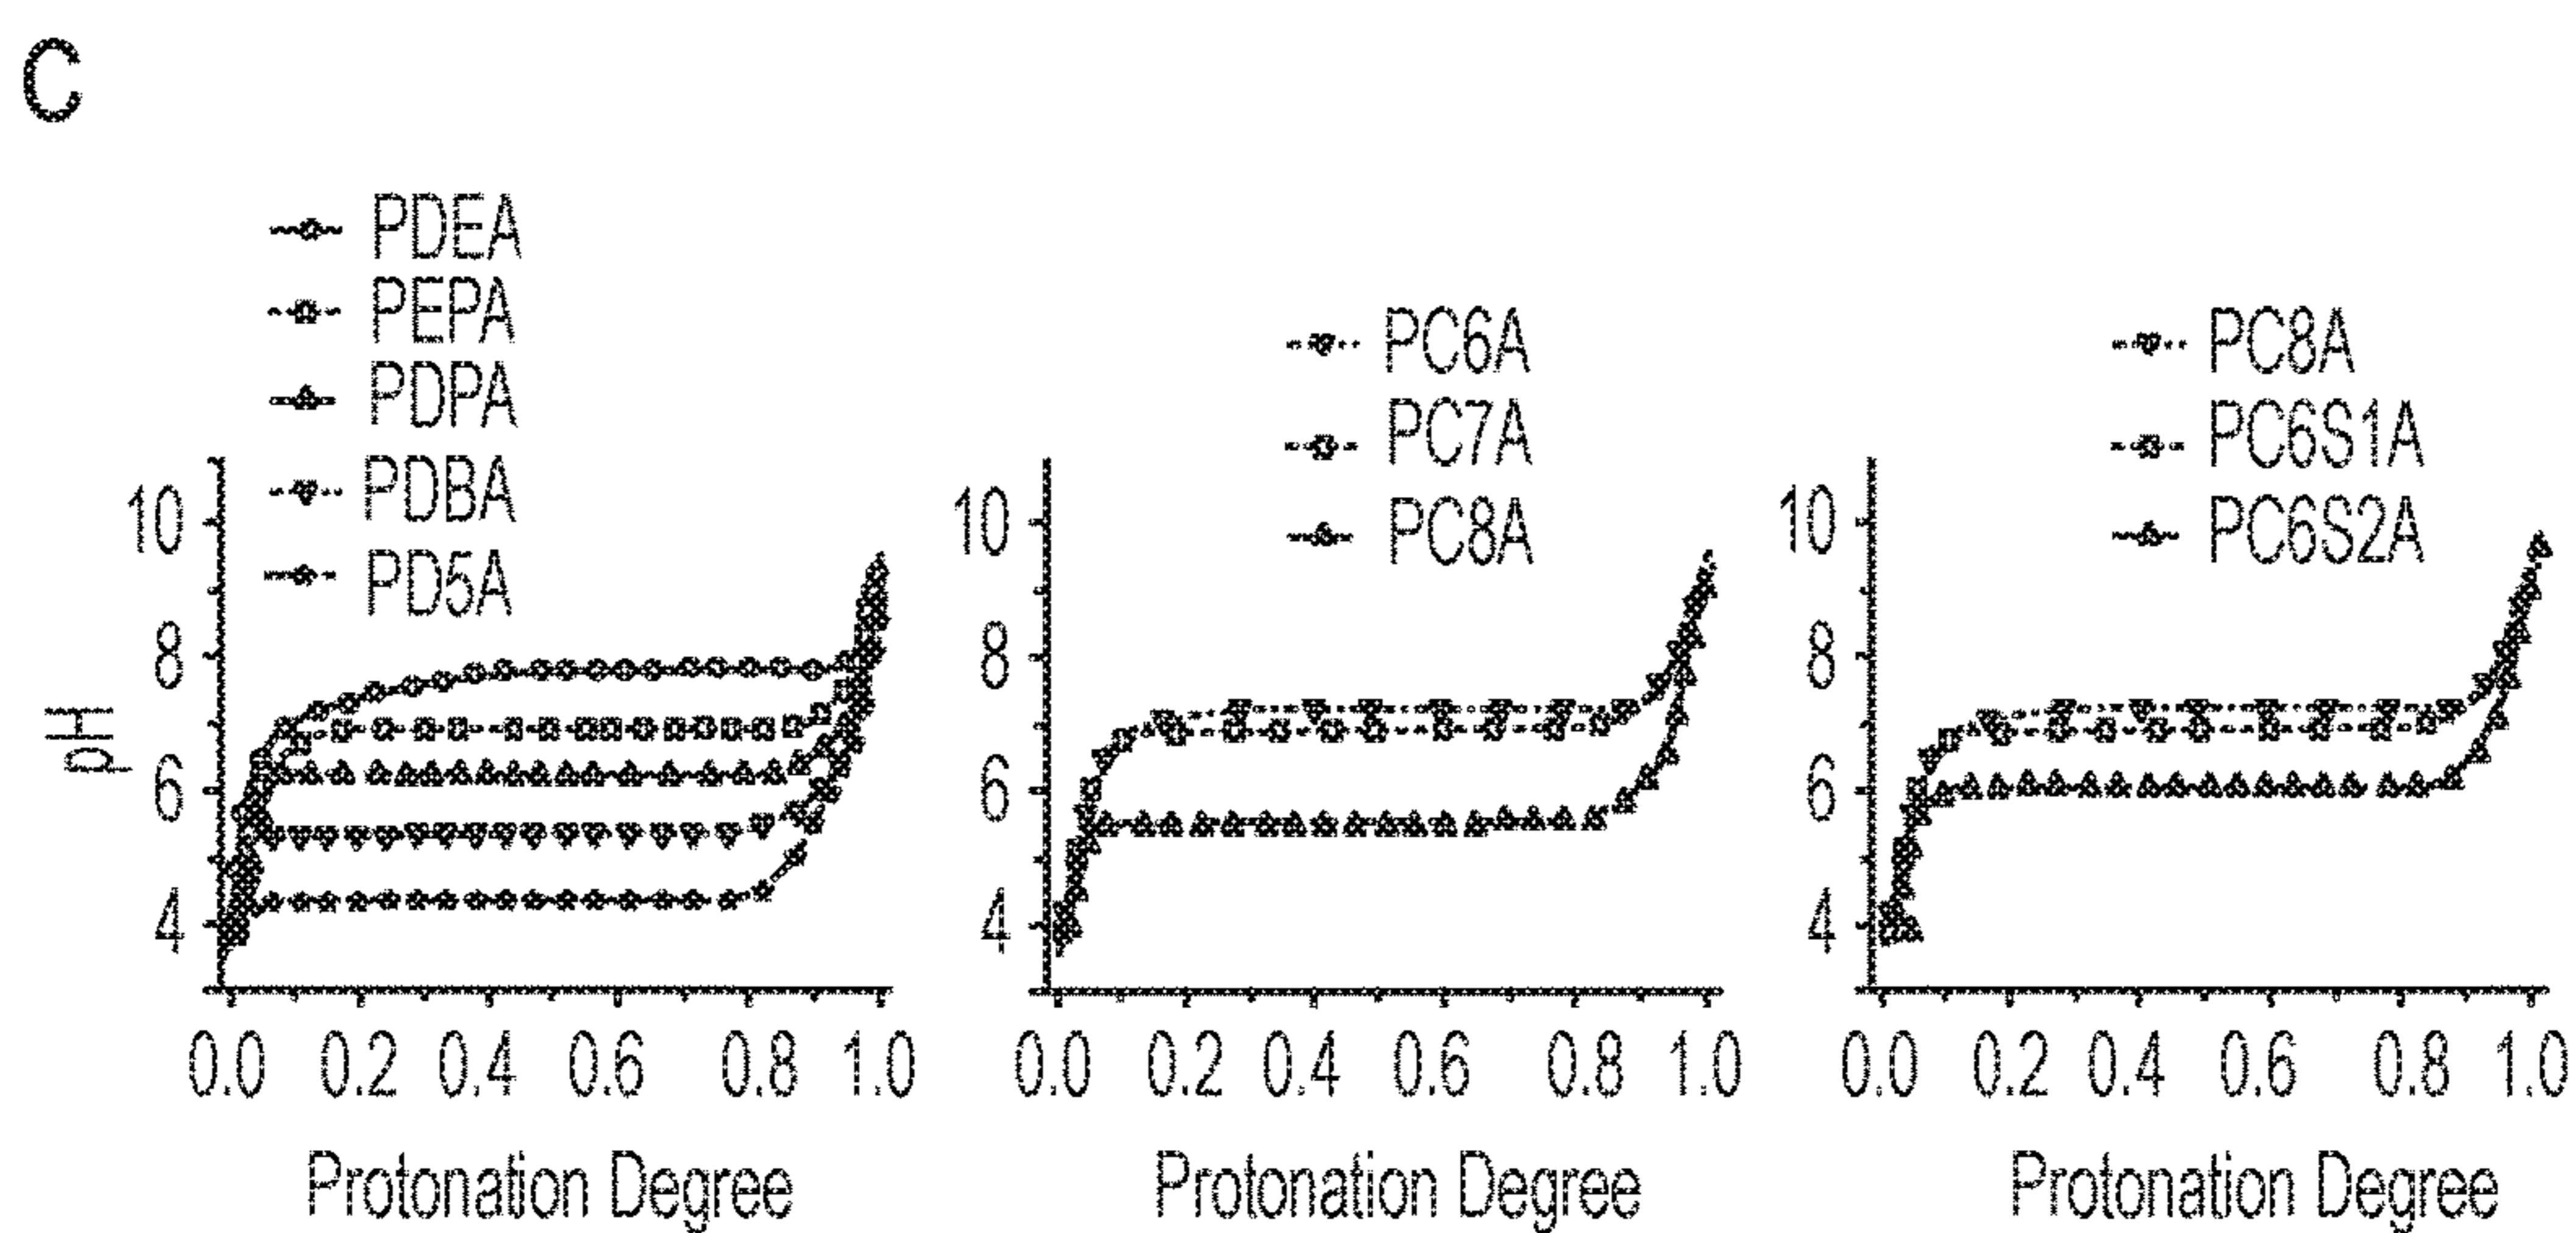 C
PDEA
PEPA
PDPA
PDBA
PD5A
10
8
6
4
pH
0.0 0.2 0.4 0.6 0.8 1.0
Protonation Degree
PC6A
PC7A
PC8A
10
8
6
4
0.0 0.2 0.4 0.6 0.8 1.0
Protonation Degree
PC8A
PC6S1A
PC6S2A
10
8
6
4
0.0 0.2 0.4 0.6 0.8 1.0
Protonation Degree